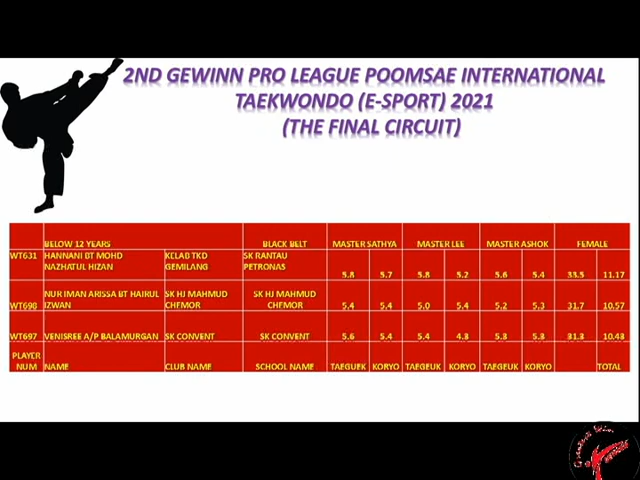 2ND GEWINN PRO LEAGUE POOMSAE INTERNATIONAL
TAEKWONDO (E-SPORT) 2021
(THE FINAL CIRCUIT)
BELOW 12 YEARS BLACK BELT MASTER SATHYA MASTER LEE MASTER ASHOK FEMALE
WT631 HANNANI BT MOHD NAZHATUL HIZAN KELAB TKD GEMILANG SK RANTAU PETRONAS 5.8 5.7 5.8 5.2 5.6 5.4 33.5 11.17
WT698 NUR IMAN ARISSA BT HAIRUL IZWAN SK HJ MAHMUD CHEMOR SK HJ MAHMUD CHEMOR 5.4 5.4 5.0 5.4 5.2 5.3 31.7 10.57
WT697 VENISREE A/P BALAMURGAN SK CONVENT SK CONVENT 5.6 5.4 5.4 4.3 5.3 5.3 31.3 10.43
PLAYER NUM NAME CLUB NAME SCHOOL NAME TAEGUEK KORYO TAEGEUK KORYO TAEGEUK KORYO TOTAL